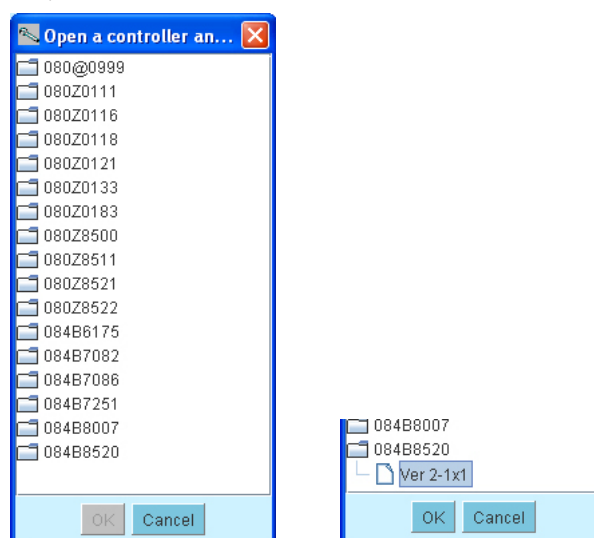 Open a controller an...
080@0999
080Z0111
080Z0116
080Z0118
080Z0121
080Z0133
080Z0183
080Z8500
080Z8511
080Z8521
080Z8522
084B6175
084B7082
084B7086
084B7251
084B8007
084B8520
OK Cancel
084B8007
084B8520
Ver 2-1x1
OK Cancel